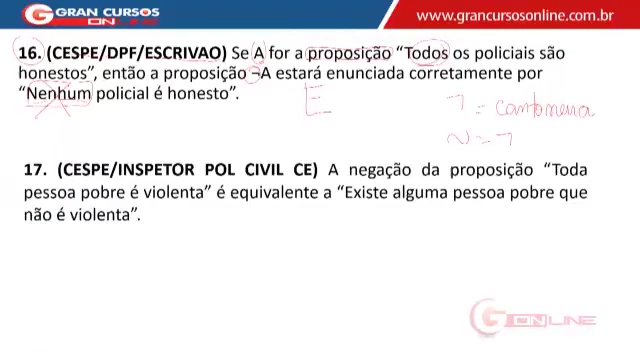 GRAN CURSOS
ONLINE
www.grancursosonline.com.br
16. (CESPE/DPF/ESCRIVAO) Se A for a proposição “Todos os policiais são
honestos”, então a proposição ¬A estará enunciada corretamente por
“Nenhum policial é honesto”.
E
¬ = cantoneira
~ = ¬
17. (CESPE/INSPETOR POL CIVIL CE) A negação da proposição “Toda
pessoa pobre é violenta” é equivalente a “Existe alguma pessoa pobre que
não é violenta”.
G ONLINE